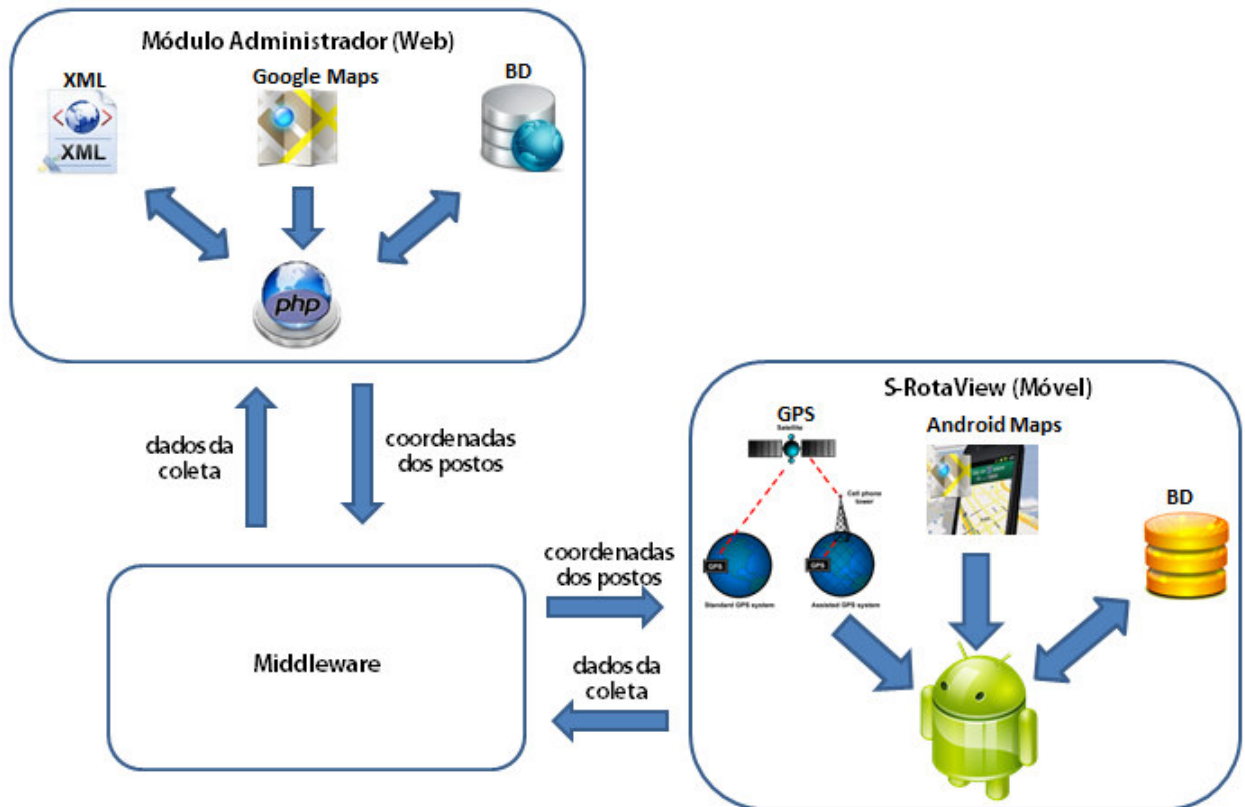 Módulo Administrador (Web)
XML
Google Maps
BD
XML
php
dados da
coleta
coordenadas
dos postos
Middleware
coordenadas
dos postos
dados da
coleta
S-RotaView (Móvel)
GPS
Satellite
Android Maps
Cell phone
tower
BD
GPS
GPS
Standard GPS system
Assisted GPS system